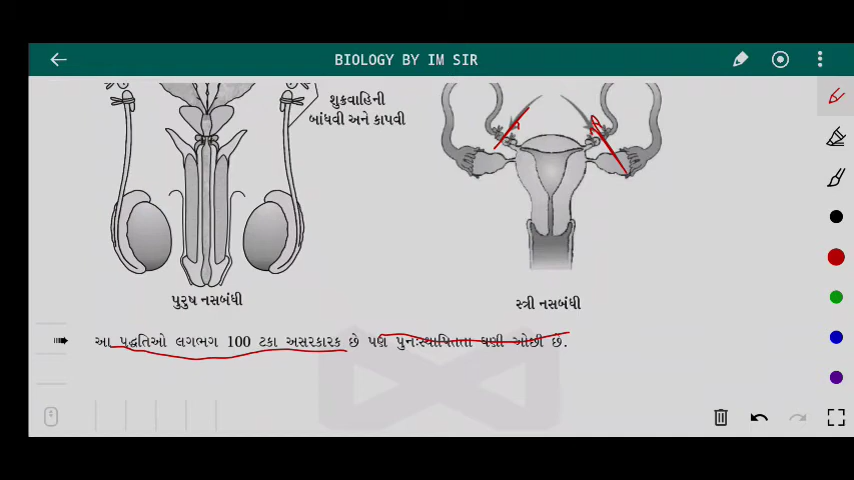 BIOLOGY BY IM SIR
શુક્રવાહિની
બાંધવી અને કાપવી
પુરુષ નસબંધી
સ્ત્રી નસબંધી
આ પદ્ધતિઓ લગભગ 100 ટકા અસરકારક છે પણ પુનઃસ્થાપિતતા ઘણી ઓછી છે.